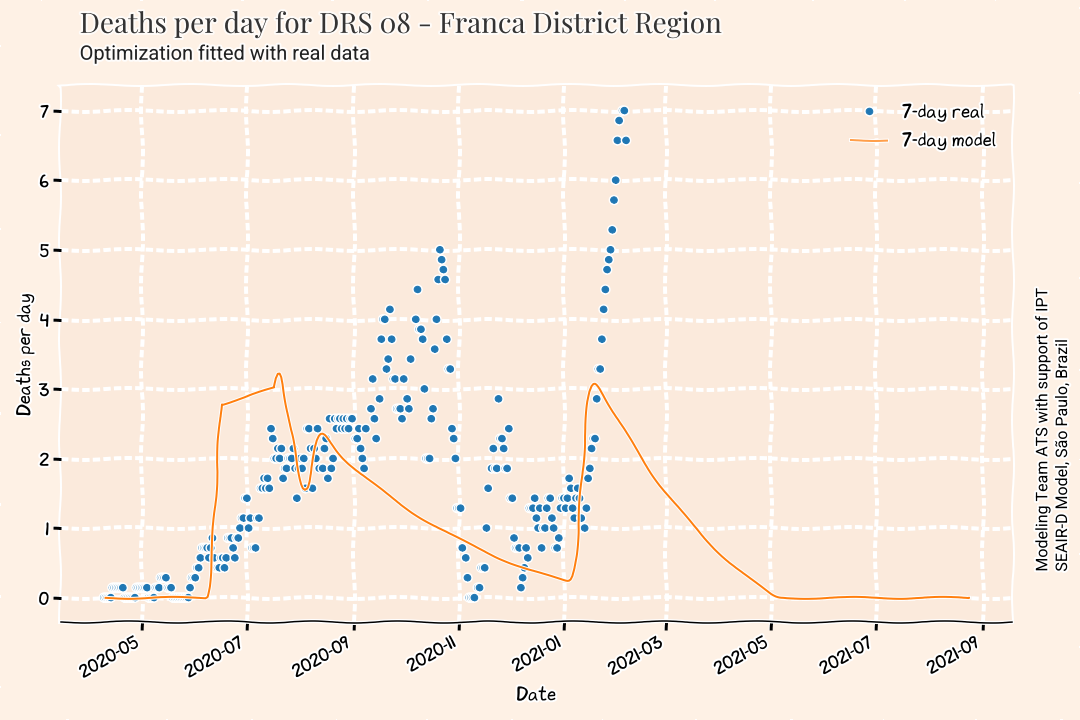 Deaths per day for DRS 08 - Franca District Region
Optimization fitted with real data
7-day real
7-day model
7
6
5
4
3
2
1
0
Deaths per day
2020-05
2020-07
2020-09
2020-11
2021-01
2021-03
2021-05
2021-07
2021-09
Date
Modeling Team ATS with support of IPT
SEAIR-D Model, São Paulo, Brazil